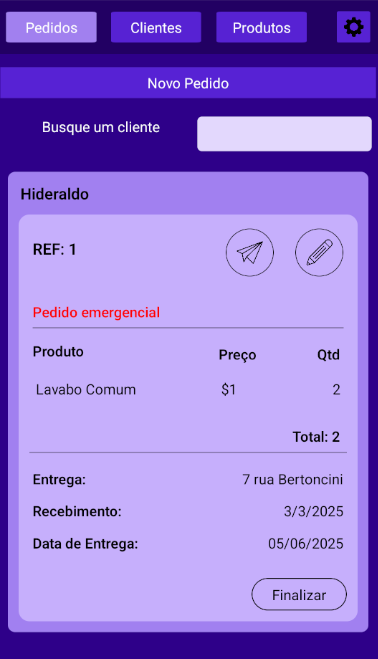 Pedidos Clientes Produtos
Novo Pedido
Busque um cliente
Hideraldo
REF: 1
Pedido emergencial
Produto Preço Qtd
Lavabo Comum $1 2
Total: 2
Entrega: 7 rua Bertoncini
Recebimento: 3/3/2025
Data de Entrega: 05/06/2025
Finalizar